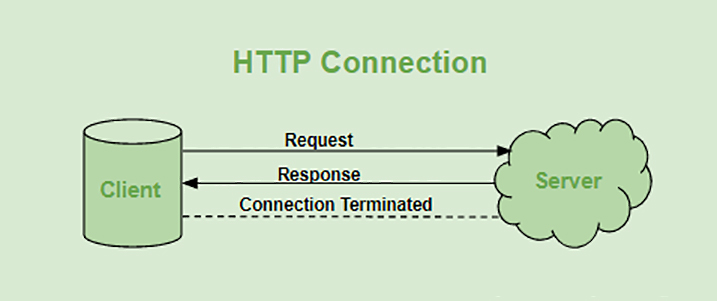 HTTP Connection
Request
Client
Response
Server
Connection Terminated